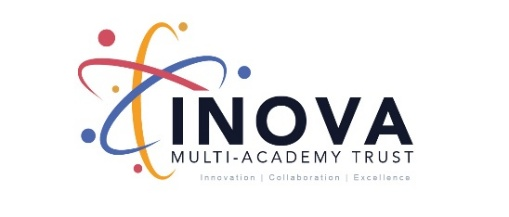 INOVA
MULTI-ACADEMY TRUST
Innovation | Collaboration | Excellence